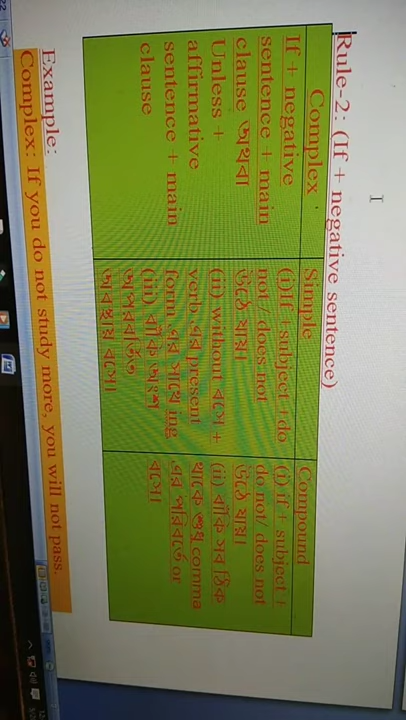 Rule-2: (If + negative sentence)
Complex
If + negative
sentence + main
clause অথবা
Unless +
affirmative
sentence + main
clause
Simple
(i)If + subject +do
not / does not
উঠে যায়।
(ii) without বসে +
verb এর present
form এর সাথে ing
(iii) বাঁকি অংশ
অপরিবর্তিত
অবস্থায় বসে।
Compound
(i) if + subject +
do not/ does not
উঠে যায়।
(ii) বাঁকি সব ঠিক
থাকে শুধু comma
এর পরিবর্তে or
বসে।
Example:
Complex: If you do not study more, you will not pass.